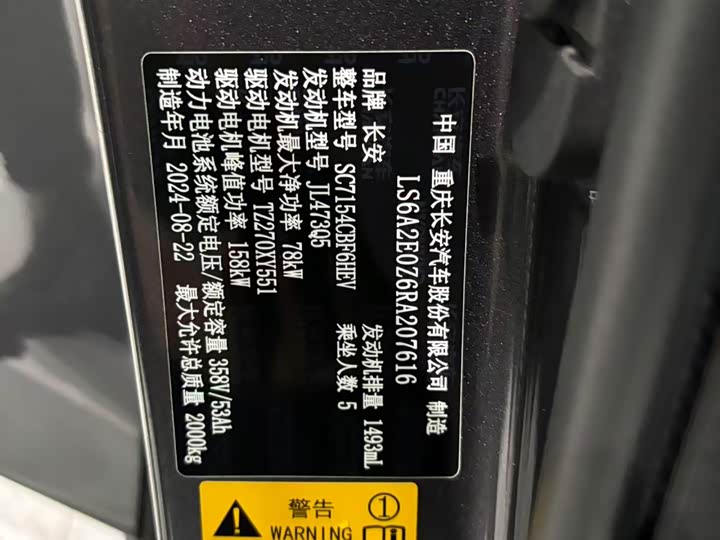 中国 重庆长安汽车股份有限公司 制造
LS6A2E0Z6RA207616
品牌 长安 发动机排量 1493mL
整车型号 SC7154CBF6HEV 乘坐人数 5
发动机型号 JL473Q5
发动机最大净功率 78kW
驱动电机型号 TZ270XY551
驱动电机峰值功率 158kW
动力电池系统额定电压/额定容量 358V/53Ah
制造年月 2024-08-22 最大允许总质量 2000kg
警告
WARNING
1